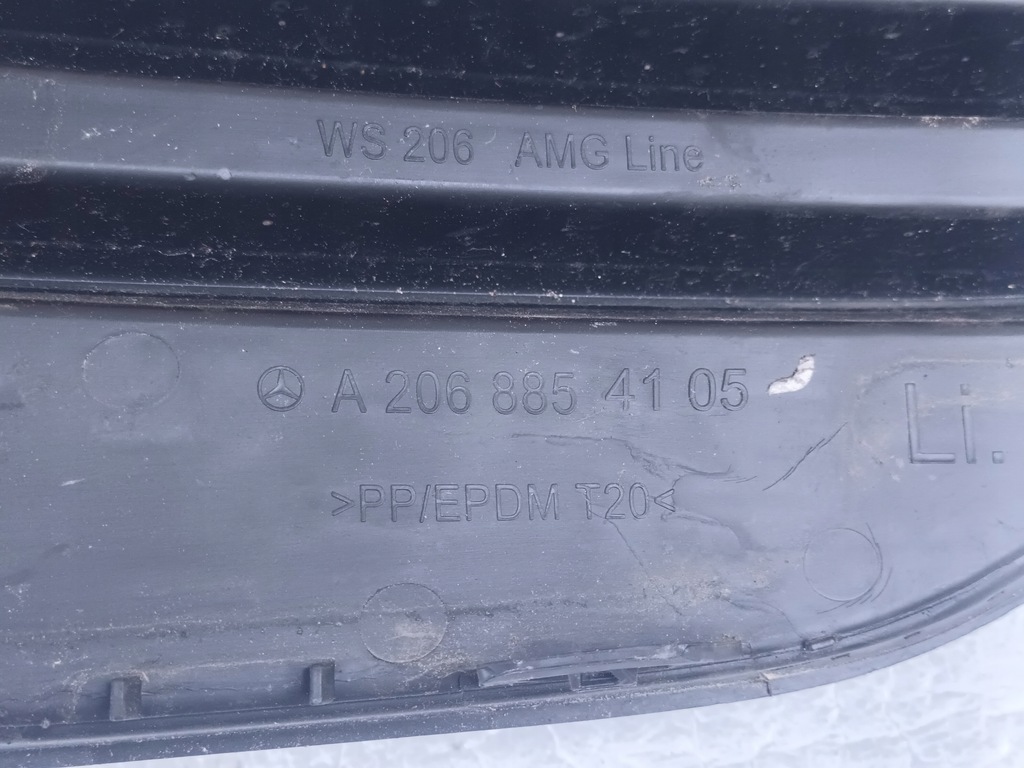 WS 206 AMG Line
A 206 885 41 05
Li.
>PP/EPDM T20<